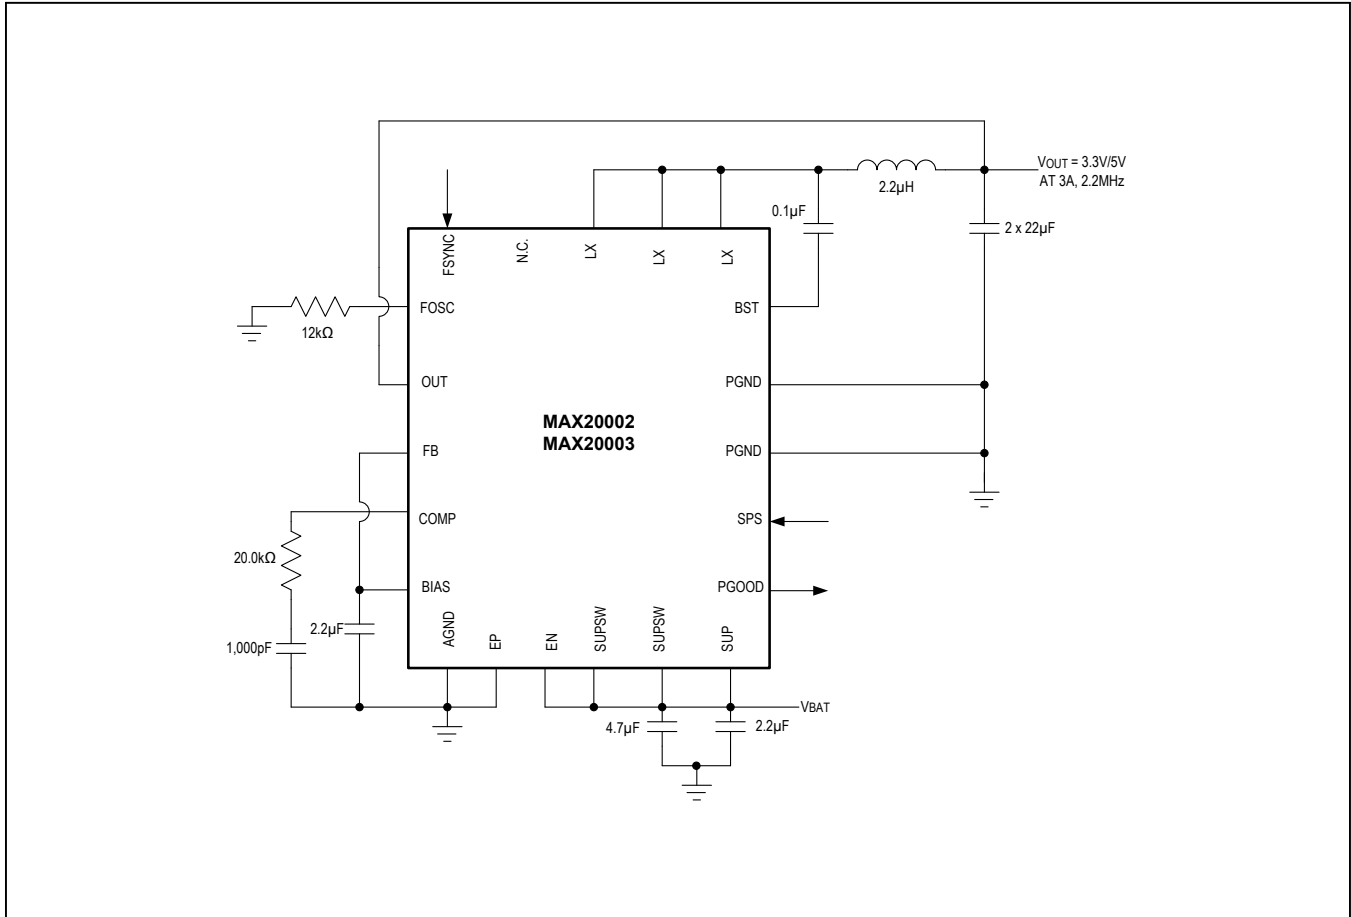 VOUT = 3.3V/5V
AT 3A, 2.2MHz
2.2µH
0.1µF
2 x 22µF
FSYNC
N.C.
LX
LX
LX
FOSC
BST
12kΩ
OUT
PGND
MAX20002
MAX20003
FB
PGND
COMP
SPS
20.0kΩ
BIAS
PGOOD
2.2µF
1,000pF
AGND
EP
EN
SUPSW
SUPSW
SUP
VBAT
4.7µF
2.2µF